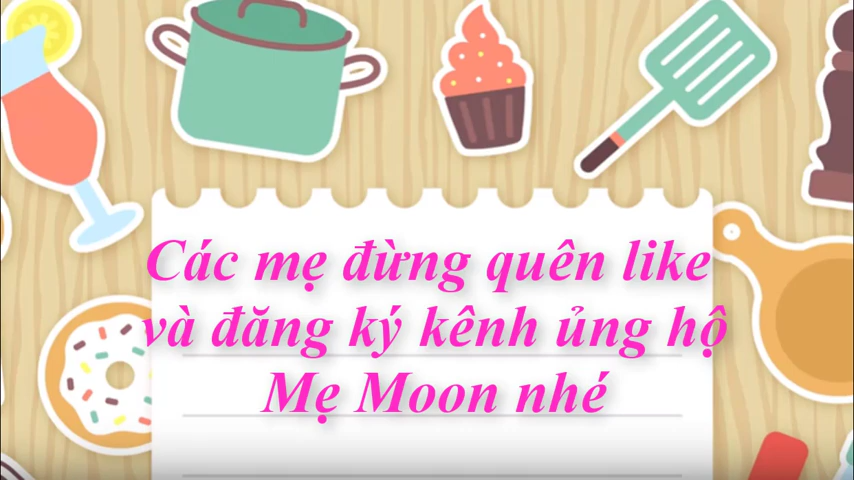 Các mẹ đừng quên like
và đăng ký kênh ủng hộ
Mẹ Moon nhé